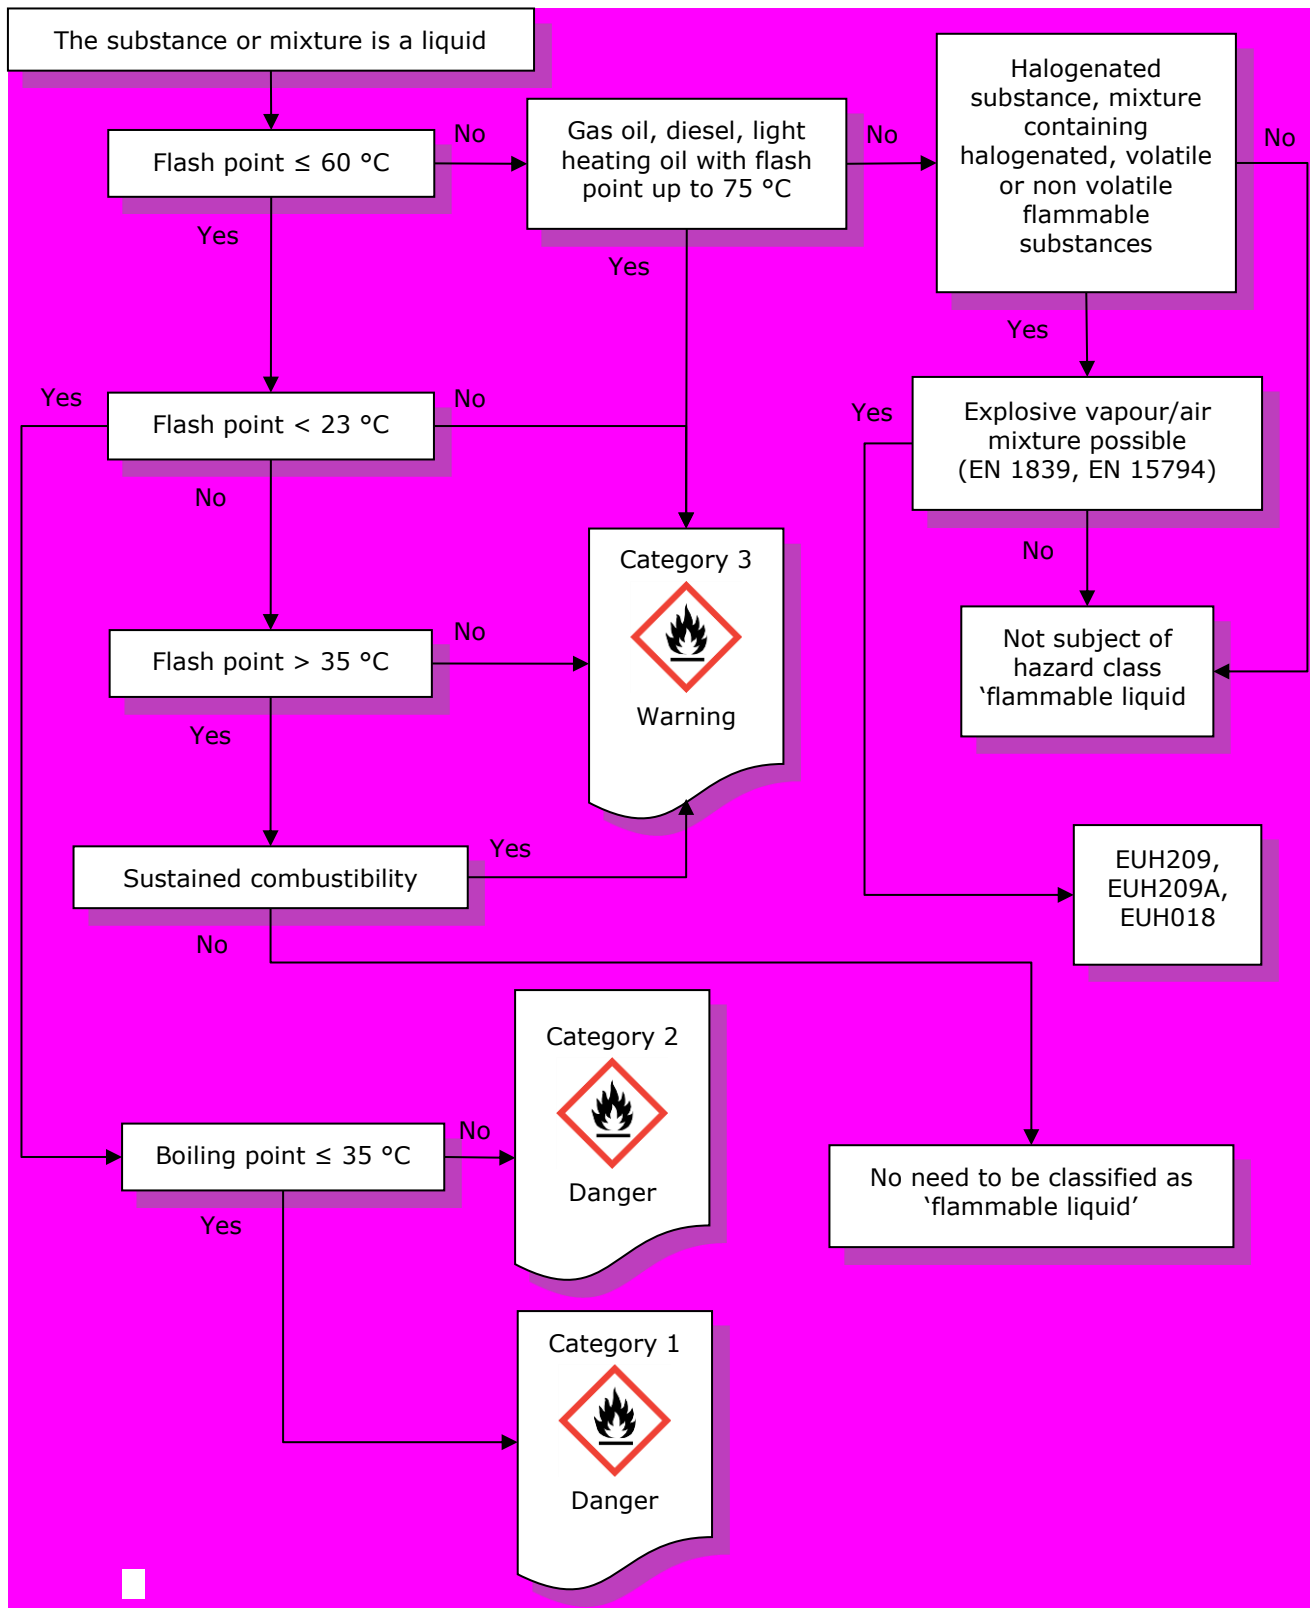 The substance or mixture is a liquid
Flash point ≤ 60 °C
No
Gas oil, diesel, light
heating oil with flash
point up to 75 °C
No
Halogenated
substance, mixture
containing
halogenated, volatile
or non volatile
flammable
substances
No
Yes
Yes
Yes
Yes
Flash point < 23 °C
No
No
Yes
Explosive vapour/air
mixture possible
(EN 1839, EN 15794)
No
Category 3
Warning
Flash point > 35 °C
No
Yes
Not subject of
hazard class
‘flammable liquid
Sustained combustibility
Yes
No
EUH209,
EUH209A,
EUH018
Category 2
Danger
Boiling point ≤ 35 °C
No
Yes
No need to be classified as
‘flammable liquid’
Category 1
Danger